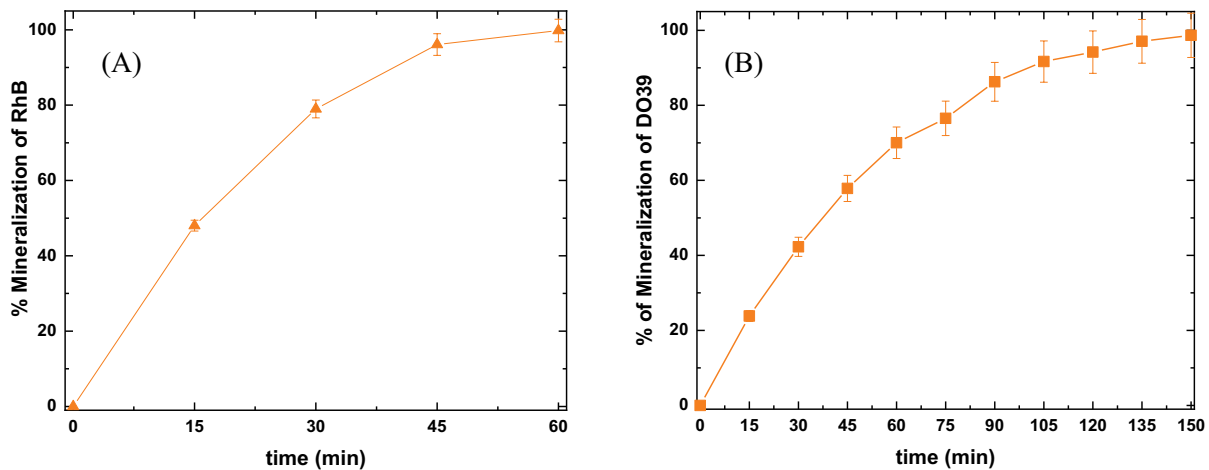 (A)
% Mineralization of RhB
100
80
60
40
20
0
0 15 30 45 60
time (min)
(B)
% of Mineralization of DO39
100
80
60
40
20
0
0 15 30 45 60 75 90 105 120 135 150
time (min)